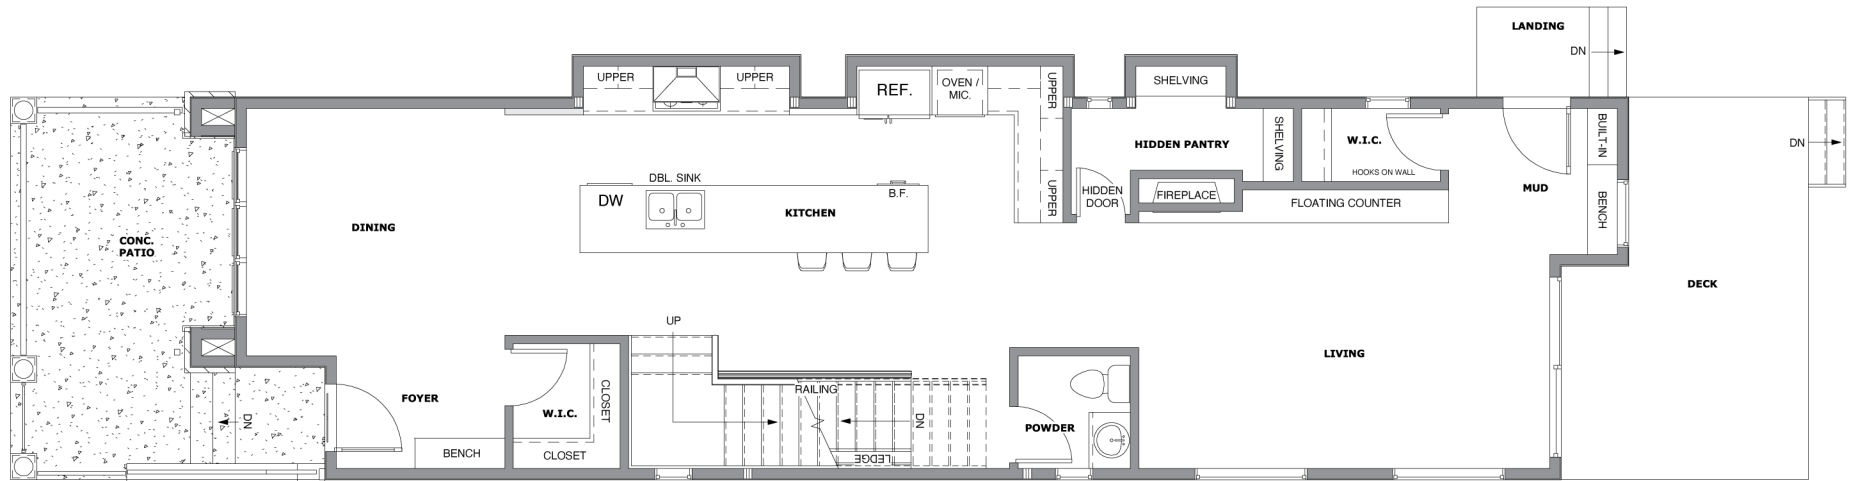 LANDING
DN
UPPER
UPPER
REF.
OVEN /
MIC.
UPPER
SHELVING
HIDDEN PANTRY
SHELVING
W.I.C.
HOOKS ON WALL
BUILT-IN
DN
DBL. SINK
DW
B.F.
KITCHEN
UPPER
HIDDEN
DOOR
FIREPLACE
FLOATING COUNTER
MUD
BENCH
DINING
CONC.
PATIO
DECK
UP
LIVING
FOYER
W.I.C.
CLOSET
RAILING
DN
DN
POWDER
BENCH
CLOSET
LEDGE